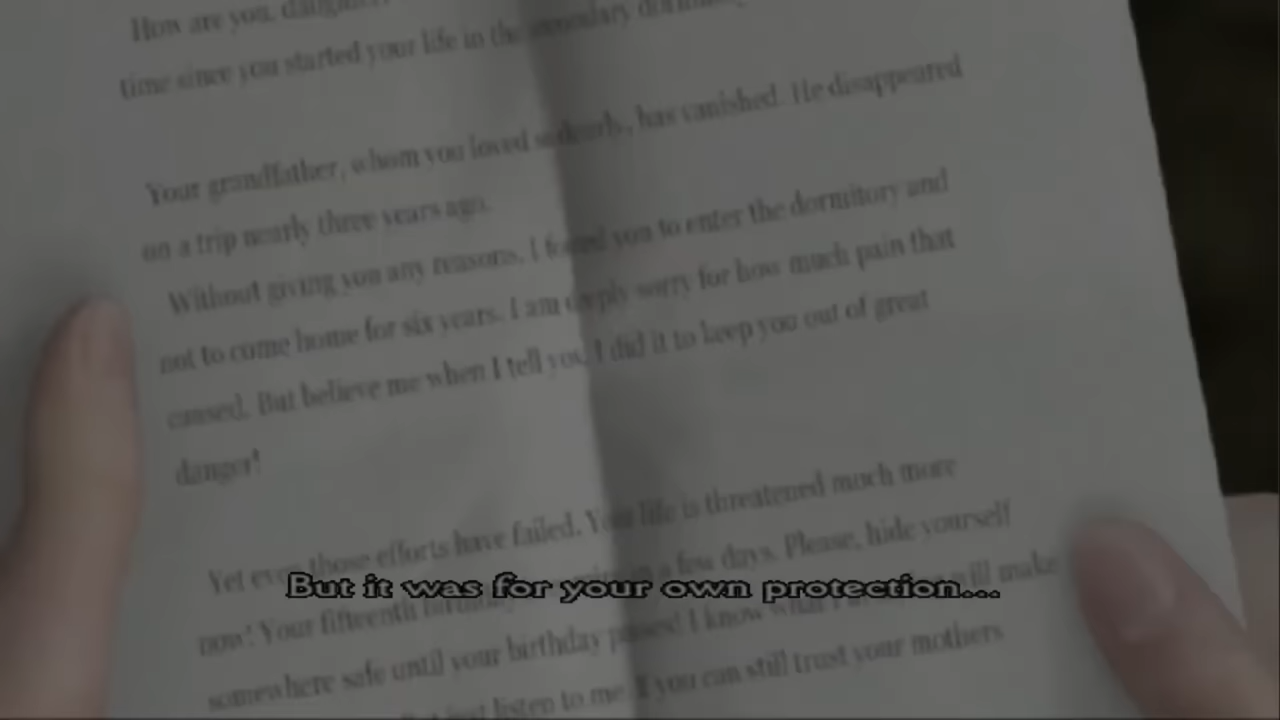 How are you, daughter
time since you started your life in the secondary
Your grandfather, whom you loved so dearly, has vanished. He disappeared
on a trip nearly three years ago.
Without giving you any reasons, I forced you to enter the dormitory and
not to come home for six years. I am deeply sorry for how much pain that
caused. But believe me when I tell you, I did it to keep you out of great
danger!
Yet even those efforts have failed. Your life is threatened much more
now! Your fifteenth in a few days. Please, hide yourself
But it was for your own protection...
somewhere safe until your birthday passes! I know what will make
listen to me. If you can still trust your mothers